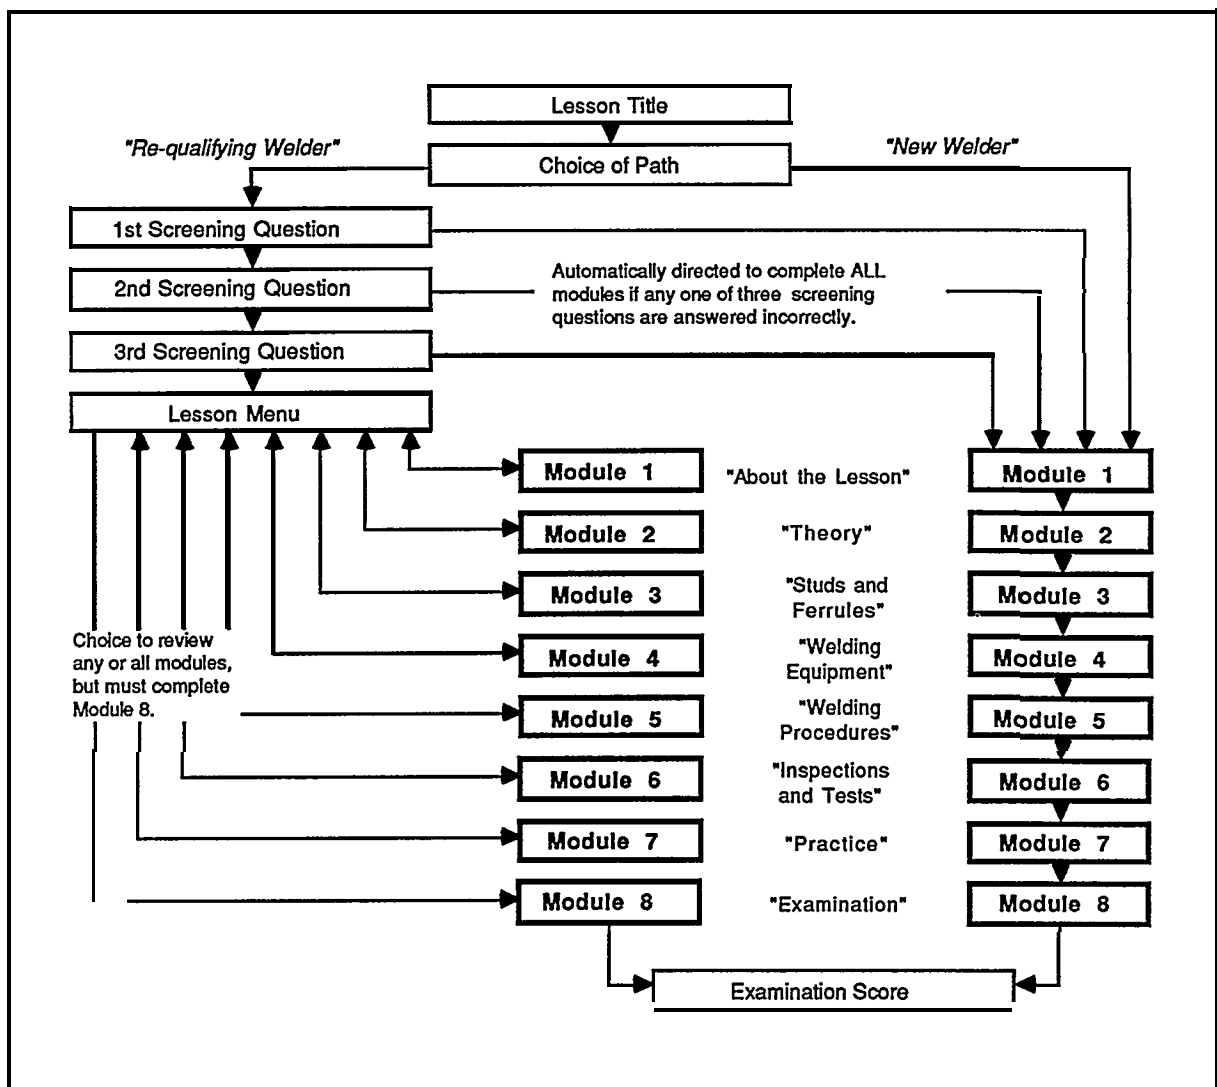 Lesson Title
"Re-qualifying Welder"
"New Welder"
Choice of Path
1st Screening Question
2nd Screening Question
Automatically directed to complete ALL
modules if any one of three screening
questions are answered incorrectly.
3rd Screening Question
Lesson Menu
Module 1
"About the Lesson"
Module 1
Module 2
"Theory"
Module 2
Module 3
"Studs and
Ferrules"
Module 3
Choice to review
any or all modules,
but must complete
Module 8.
Module 4
"Welding
Equipment"
Module 4
Module 5
"Welding
Procedures"
Module 5
Module 6
"Inspections
and Tests"
Module 6
Module 7
"Practice"
Module 7
Module 8
"Examination"
Module 8
Examination Score